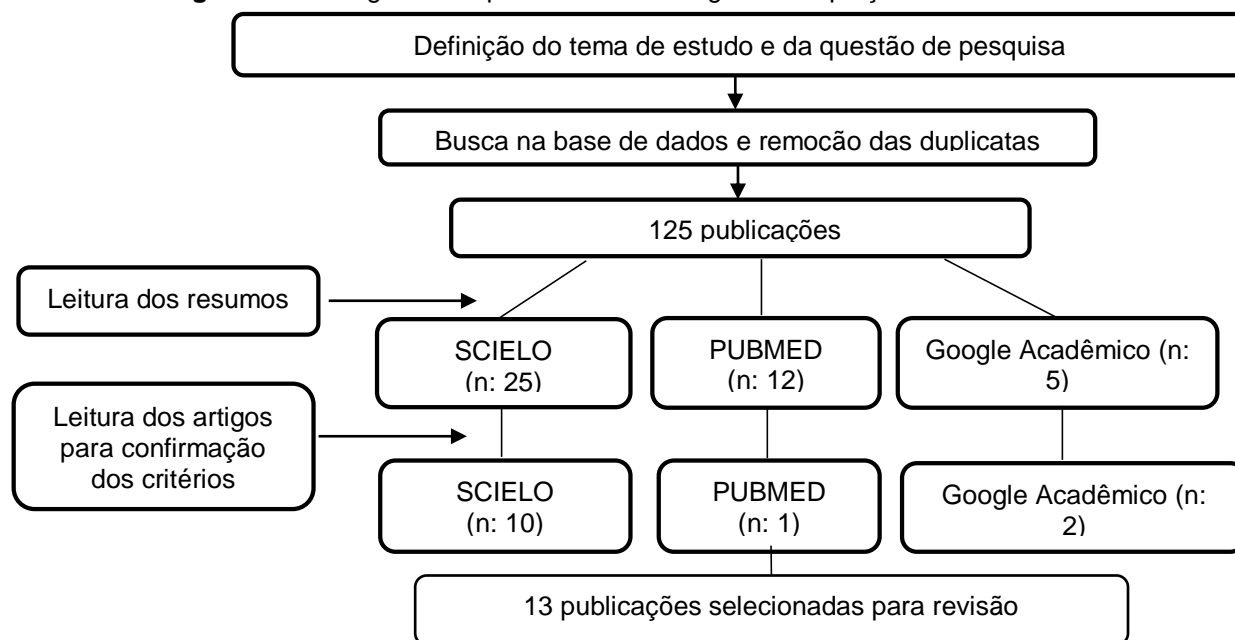 Definição do tema de estudo e da questão de pesquisa
Busca na base de dados e remoção das duplicatas
125 publicações
Leitura dos resumos
SCIELO
(n: 25)
PUBMED
(n: 12)
Google Acadêmico (n:
5)
Leitura dos artigos
para confirmação
dos critérios
SCIELO
(n: 10)
PUBMED
(n: 1)
Google Acadêmico (n:
2)
13 publicações selecionadas para revisão